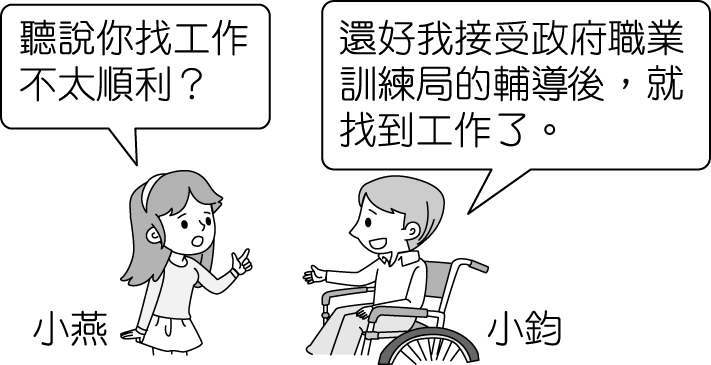 聽說你找工作
不太順利？
還好我接受政府職業
訓練局的輔導後，就
找到工作了。
小燕
小鈞